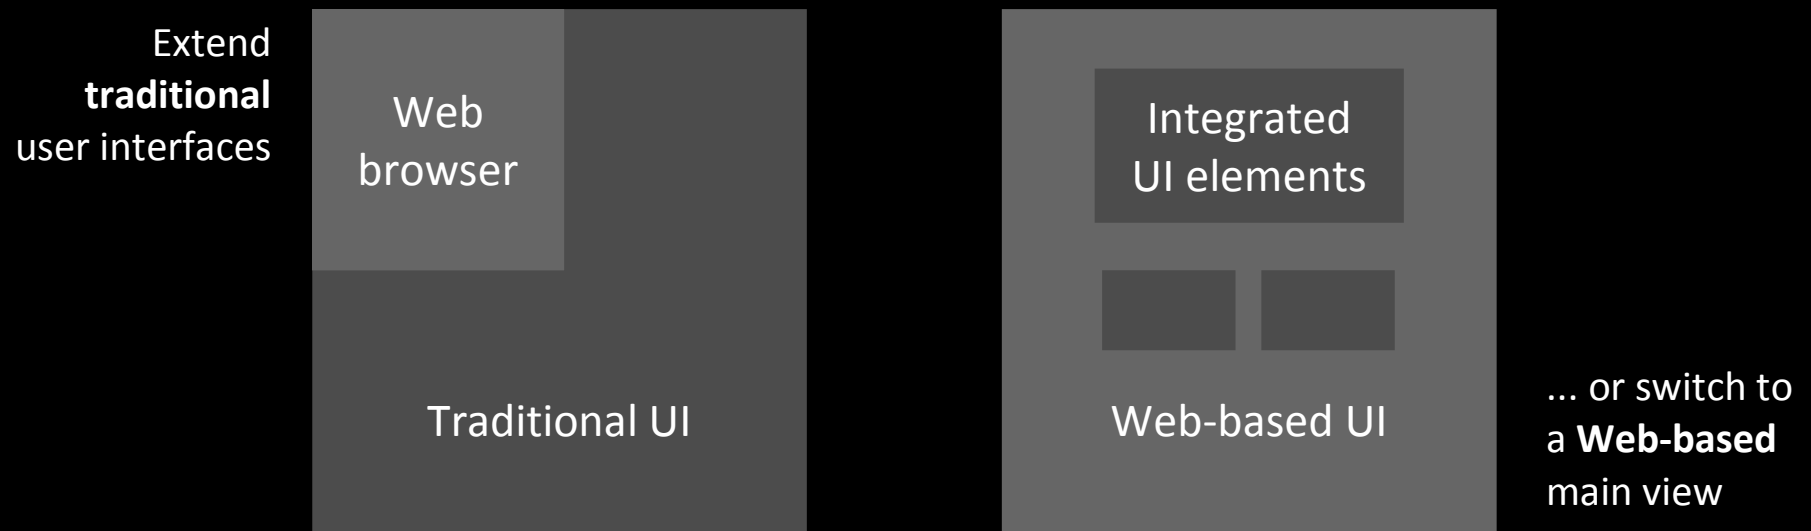 Extend
traditional
user interfaces
Web
browser
Traditional UI
Integrated
UI elements
Web-based UI
... or switch to
a Web-based
main view